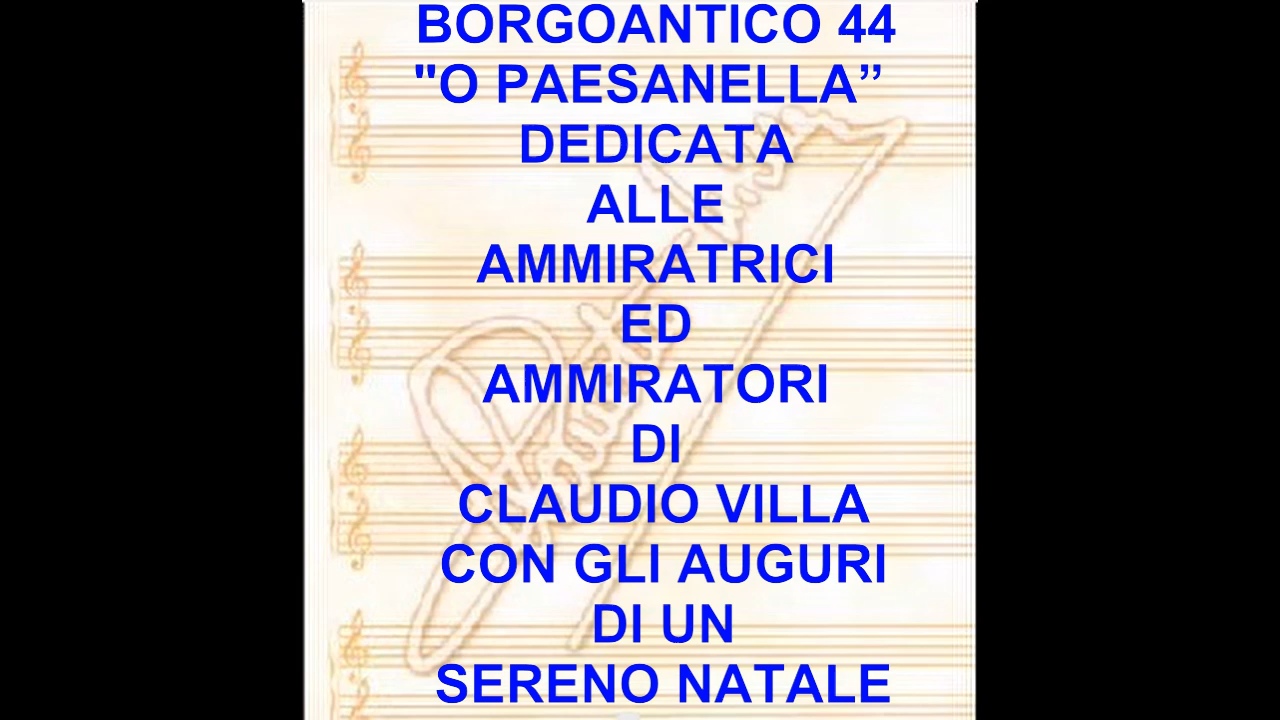 BORGOANTICO 44
"O PAESANELLA”
DEDICATA
ALLE
AMMIRATRICI
ED
AMMIRATORI
DI
CLAUDIO VILLA
CON GLI AUGURI
DI UN
SERENO NATALE